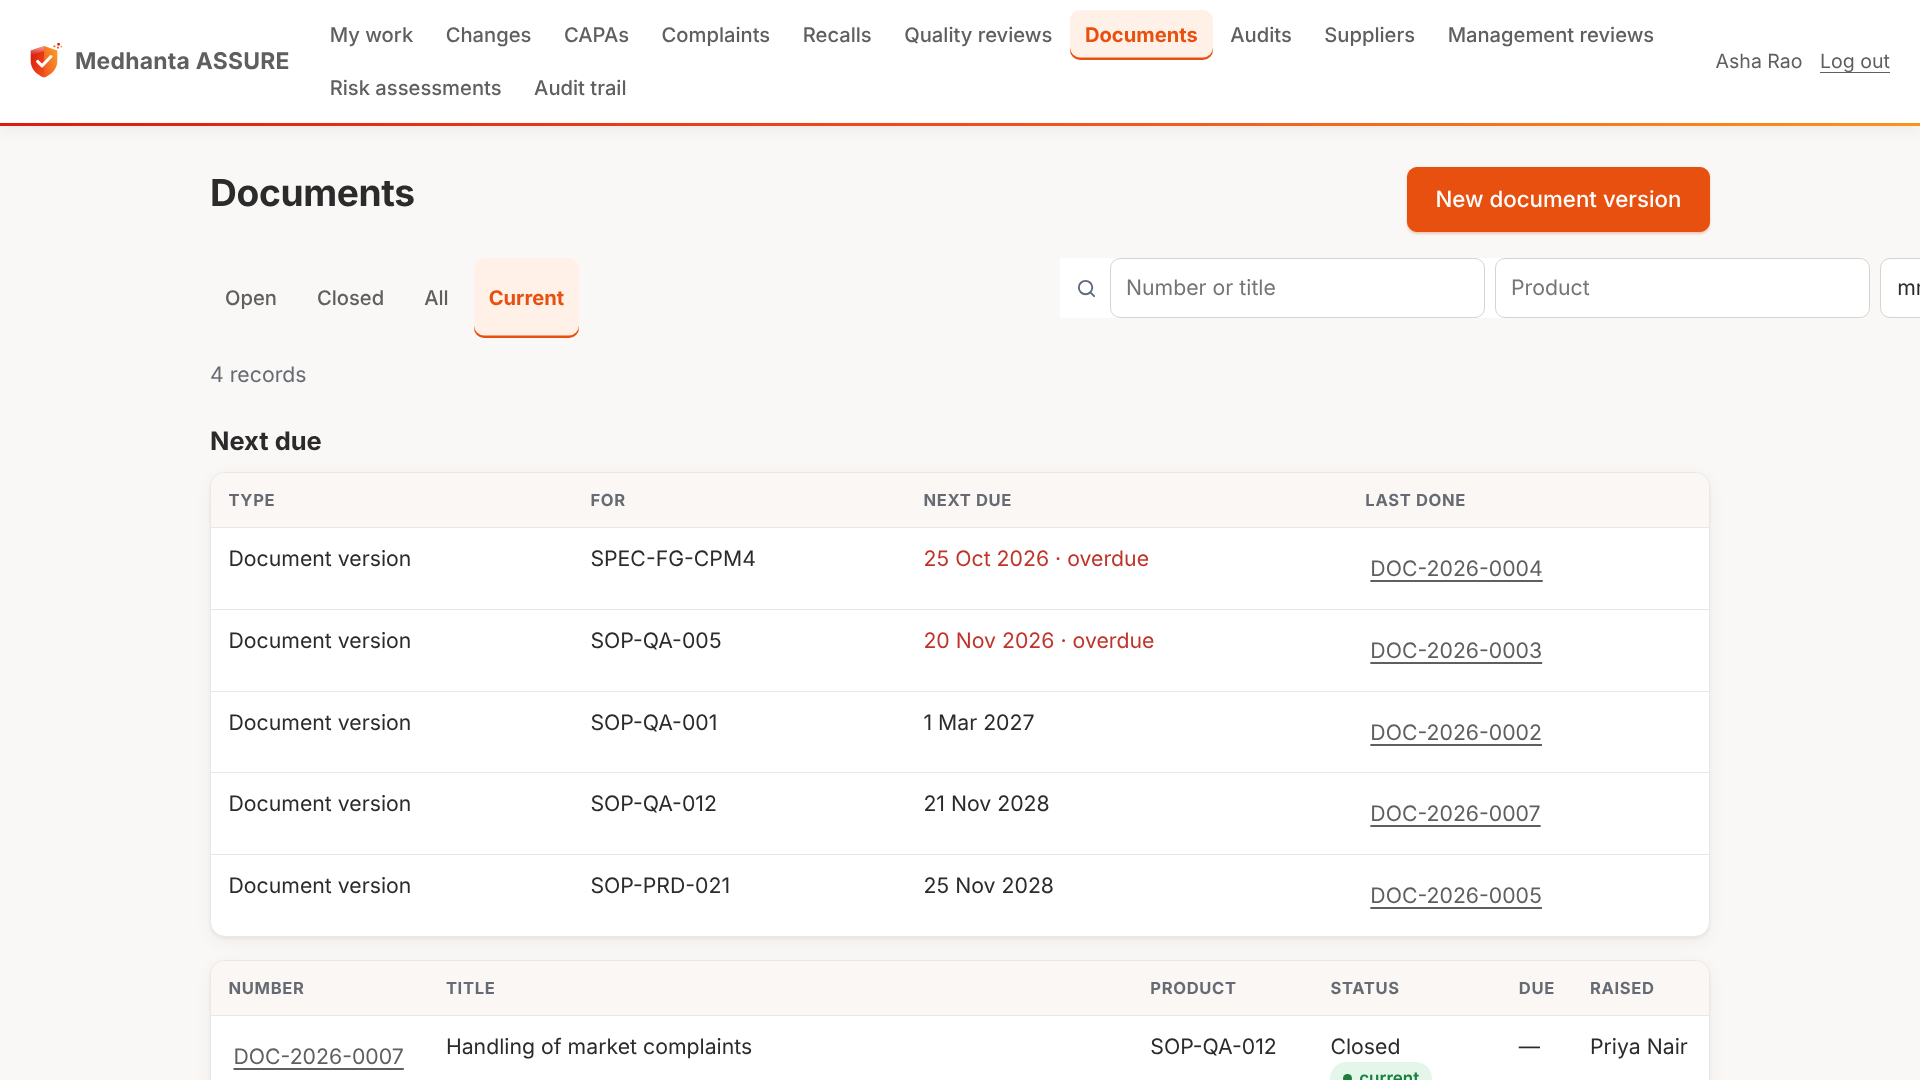 Medhanta ASSURE
My work Changes CAPAs Complaints Recalls Quality reviews Documents Audits Suppliers Management reviews
Risk assessments Audit trail
Asha Rao Log out
Documents
New document version
Open Closed All Current
Number or title Product
4 records
Next due
TYPE FOR NEXT DUE LAST DONE
Document version SPEC-FG-CPM4 25 Oct 2026 · overdue DOC-2026-0004
Document version SOP-QA-005 20 Nov 2026 · overdue DOC-2026-0003
Document version SOP-QA-001 1 Mar 2027 DOC-2026-0002
Document version SOP-QA-012 21 Nov 2028 DOC-2026-0007
Document version SOP-PRD-021 25 Nov 2028 DOC-2026-0005
NUMBER TITLE PRODUCT STATUS DUE RAISED
DOC-2026-0007 Handling of market complaints SOP-QA-012 Closed — Priya Nair
current